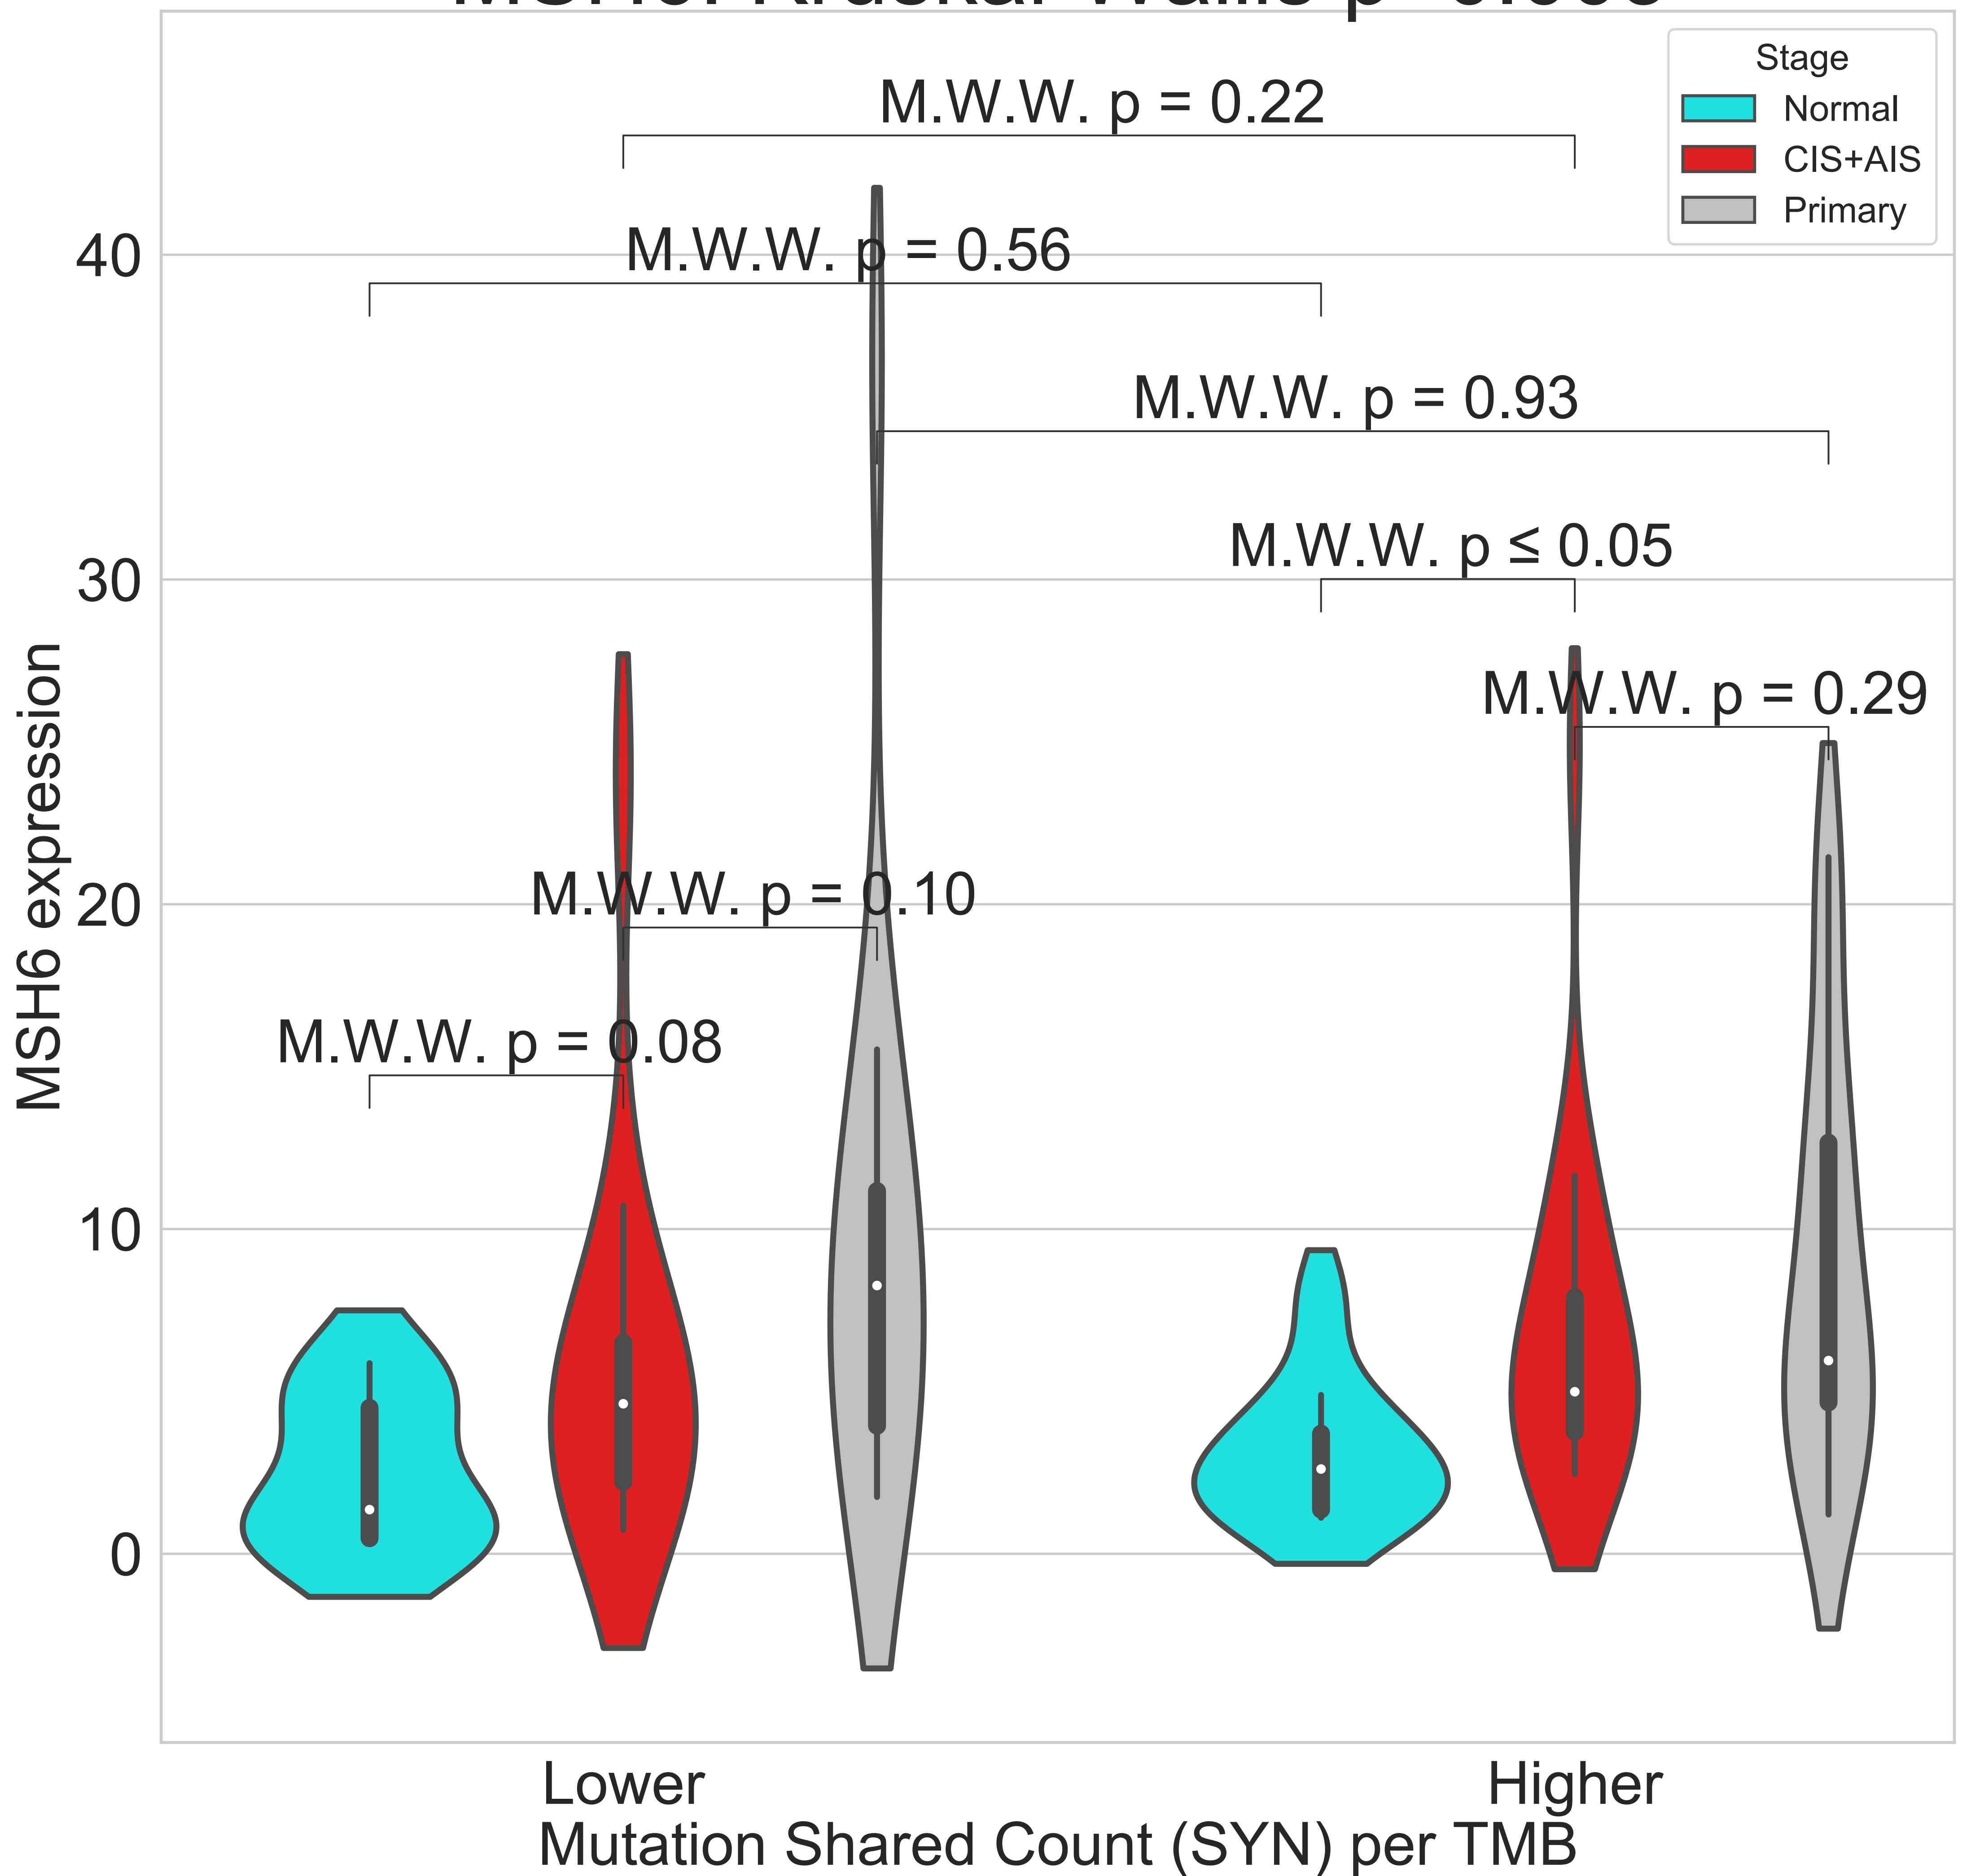 Stage
Normal
CIS+AIS
Primary
M.W.W. p = 0.22
M.W.W. p = 0.56
M.W.W. p = 0.93
M.W.W. p ≤ 0.05
M.W.W. p = 0.29
M.W.W. p = 0.10
M.W.W. p = 0.08
MSH6 expression
40
30
20
10
0
Lower
Higher
Mutation Shared Count (SYN) per TMB